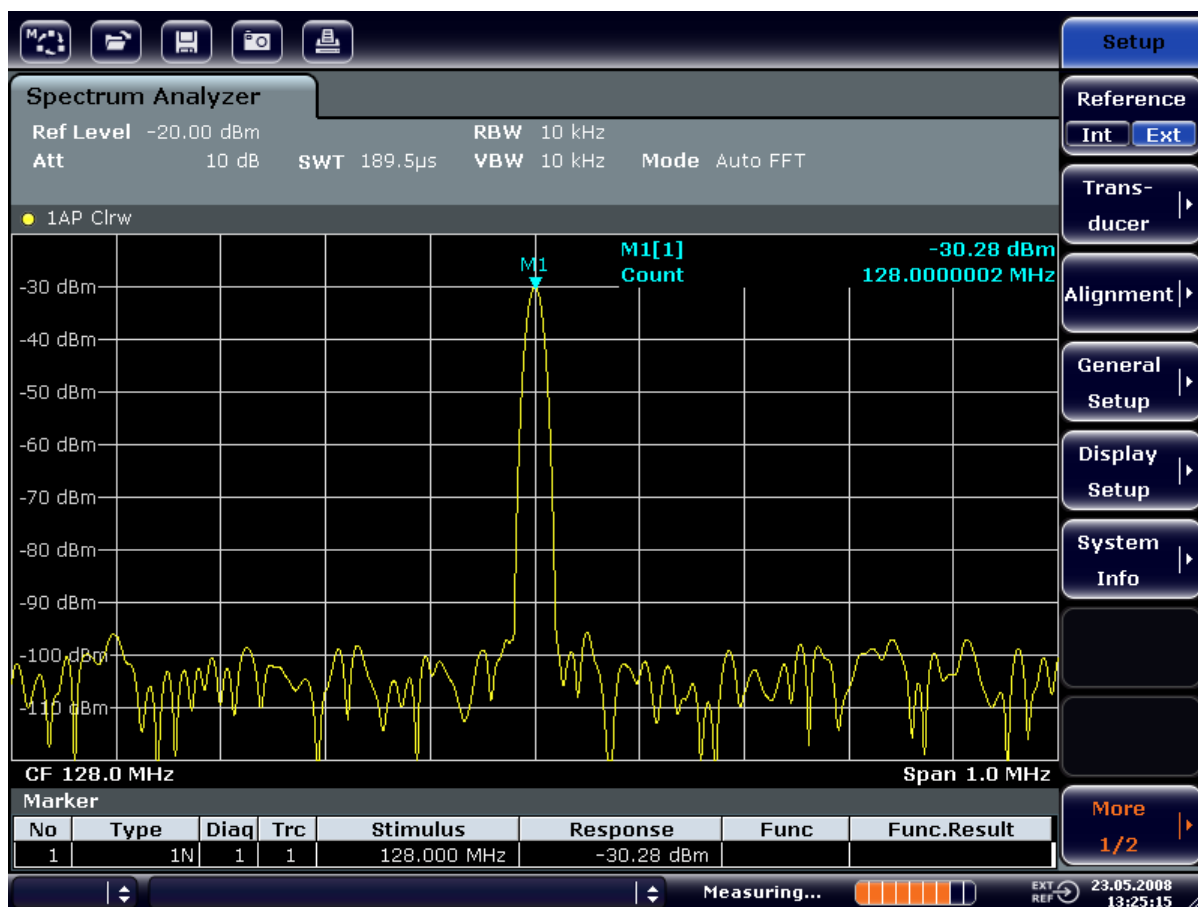 M
Setup
Spectrum Analyzer
Ref Level -20.00 dBm RBW 10 kHz
Att 10 dB SWT 189.5µs VBW 10 kHz Mode Auto FFT
1AP Clrw
M1[1] -30.28 dBm
Count 128.0000002 MHz
M1
-30 dBm
-40 dBm
-50 dBm
-60 dBm
-70 dBm
-80 dBm
-90 dBm
-100 dBm
-110 dBm
CF 128.0 MHz Span 1.0 MHz
Marker
No Type Diag Trc Stimulus Response Func Func.Result
1 1N 1 1 128.000 MHz -30.28 dBm
Reference
Int Ext
Trans-
ducer
Alignment
General
Setup
Display
Setup
System
Info
More
1/2
Measuring...
EXT
REF
23.05.2008
13:25:15